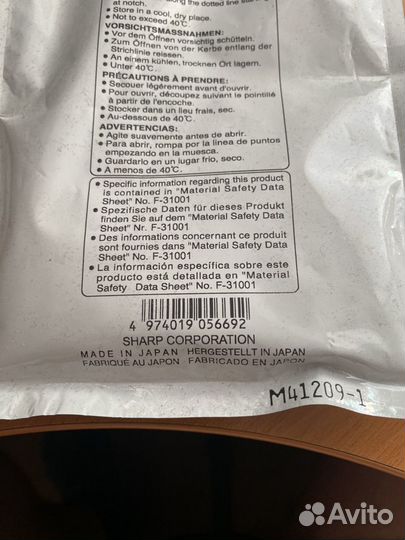 along the dotted line
at notch.
• Store in a cool, dry place.
• Not to exceed 40°C.
VORSICHTSMASSNAHMEN:
• Vor dem Öffnen vorsichtig schütteln.
• Zum Öffnen von der Kerbe entlang der
Strichlinie reissen.
• An einem kühlen, trocknen Ort lagern.
• Unter 40°C.
PRÉCAUTIONS À PRENDRE:
• Secouer légèrement avant d'ouvrir.
• Pour ouvrir, découpez suivant le pointillé
à partir de l'encoche.
• Stocker dans un lieu frais, sec.
• Au-dessous de 40°C.
ADVERTENCIAS:
• Agite suavemente antes de abrir.
• Para abrir, rompa por la linea de puntos
empezando en la muesca.
• Guardarlo en un lugar frio, seco.
• A menos de 40°C.
• Specific information regarding this product
is contained in "Material Safety Data
Sheet" No. F-31001
• Spezifische Daten für dieses Produkt
finden Sie auf dem "Material Safety Data
Sheet" Nr. F-31001
• Des informations concernant ce produit
sont fournies dans "Material Safety Data
Sheet" No. F-31001
• La información específica sobre este
producto está detallada en "Material
Safety Data Sheet" No. F-31001
4 974019 056692
SHARP CORPORATION
MADE IN JAPAN HERGESTELLT IN JAPAN
FABRIQUÉ AU JAPON FABRICADO EN JAPON
M41209-1
Avito